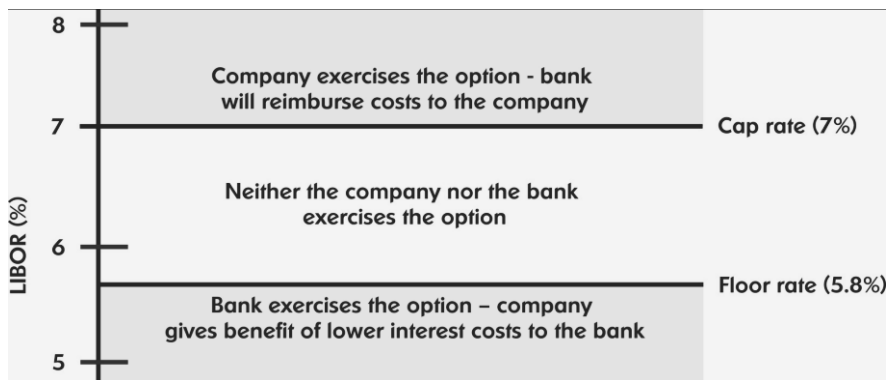 8
Company exercises the option - bank
will reimburse costs to the company
7
Cap rate (7%)
Neither the company nor the bank
exercises the option
LIBOR (%)
6
Floor rate (5.8%)
Bank exercises the option – company
gives benefit of lower interest costs to the bank
5